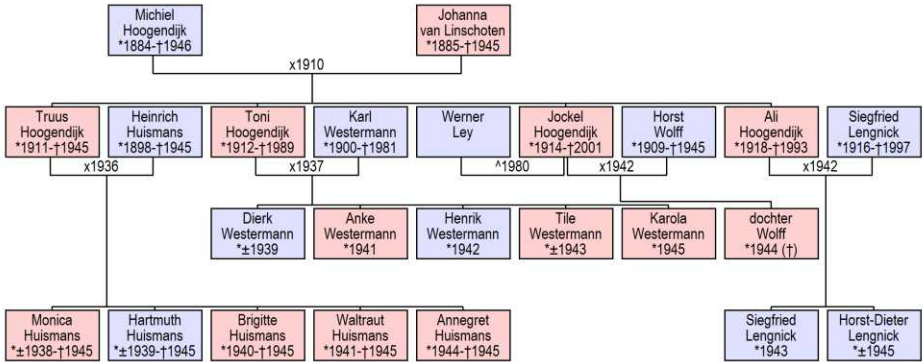 Michiel
Hoogendijk
*1884-†1946
Johanna
van Linschoten
*1885-†1945
x1910
Truus
Hoogendijk
*1911-†1945
Heinrich
Huismans
*1898-†1945
Toni
Hoogendijk
*1912-†1989
Karl
Westermann
*1900-†1981
Werner
Ley
Jockel
Hoogendijk
*1914-†2001
Horst
Wolff
*1909-†1945
Ali
Hoogendijk
*1918-†1993
Siegfried
Lengnick
*1916-†1997
x1936
x1937
^1980
x1942
x1942
Dierk
Westermann
*±1939
Anke
Westermann
*1941
Henrik
Westermann
*1942
Tile
Westermann
*±1943
Karola
Westermann
*1945
dochter
Wolff
*1944 (†)
Monica
Huismans
*±1938-†1945
Hartmuth
Huismans
*±1939-†1945
Brigitte
Huismans
*1940-†1945
Waltraut
Huismans
*1941-†1945
Annegret
Huismans
*1944-†1945
Siegfried
Lengnick
*1943
Horst-Dieter
Lengnick
*±1945